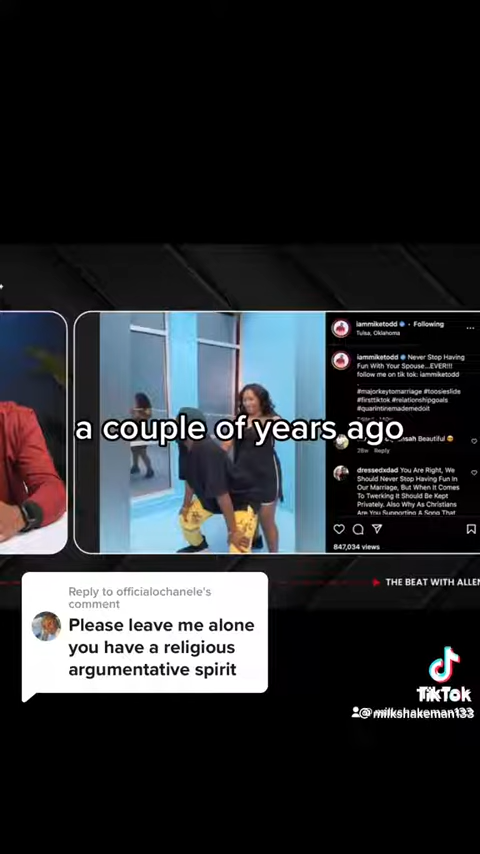 iammiketodd • Following
Tulsa, Oklahoma
iammiketodd Never Stop Having
Fun With Your Spouse...EVER!!!
follow me on tik tok: iammiketodd
.
#majorkeytomarriage #toosieslide
#firsttiktok #relationshipgoals
#quarintinemademedoit
a couple of years ago
Beautiful
28w Reply
dressedxdad You Are Right, We
Should Never Stop Having Fun In
Our Marriage, But When It Comes
To Twerking It Should Be Kept
Privately. Also Why As Christians
Are You Supporting A Song That
847,034 views
THE BEAT WITH ALLEN
Reply to officialochanele's
comment
Please leave me alone
you have a religious
argumentative spirit
TikTok
@milkshakeman133